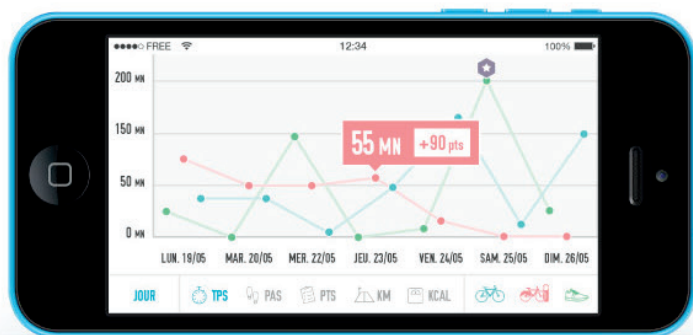 ●●●●○ FREE 12:34 100%
200 MN
150 MN
55 MN +90 pts
50 MN
0 MN
LUN. 19/05 MAR. 20/05 MER. 22/05 JEU. 23/05 VEN. 24/05 SAM. 25/05 DIM. 26/05
JOUR TPS PAS PTS KM KCAL